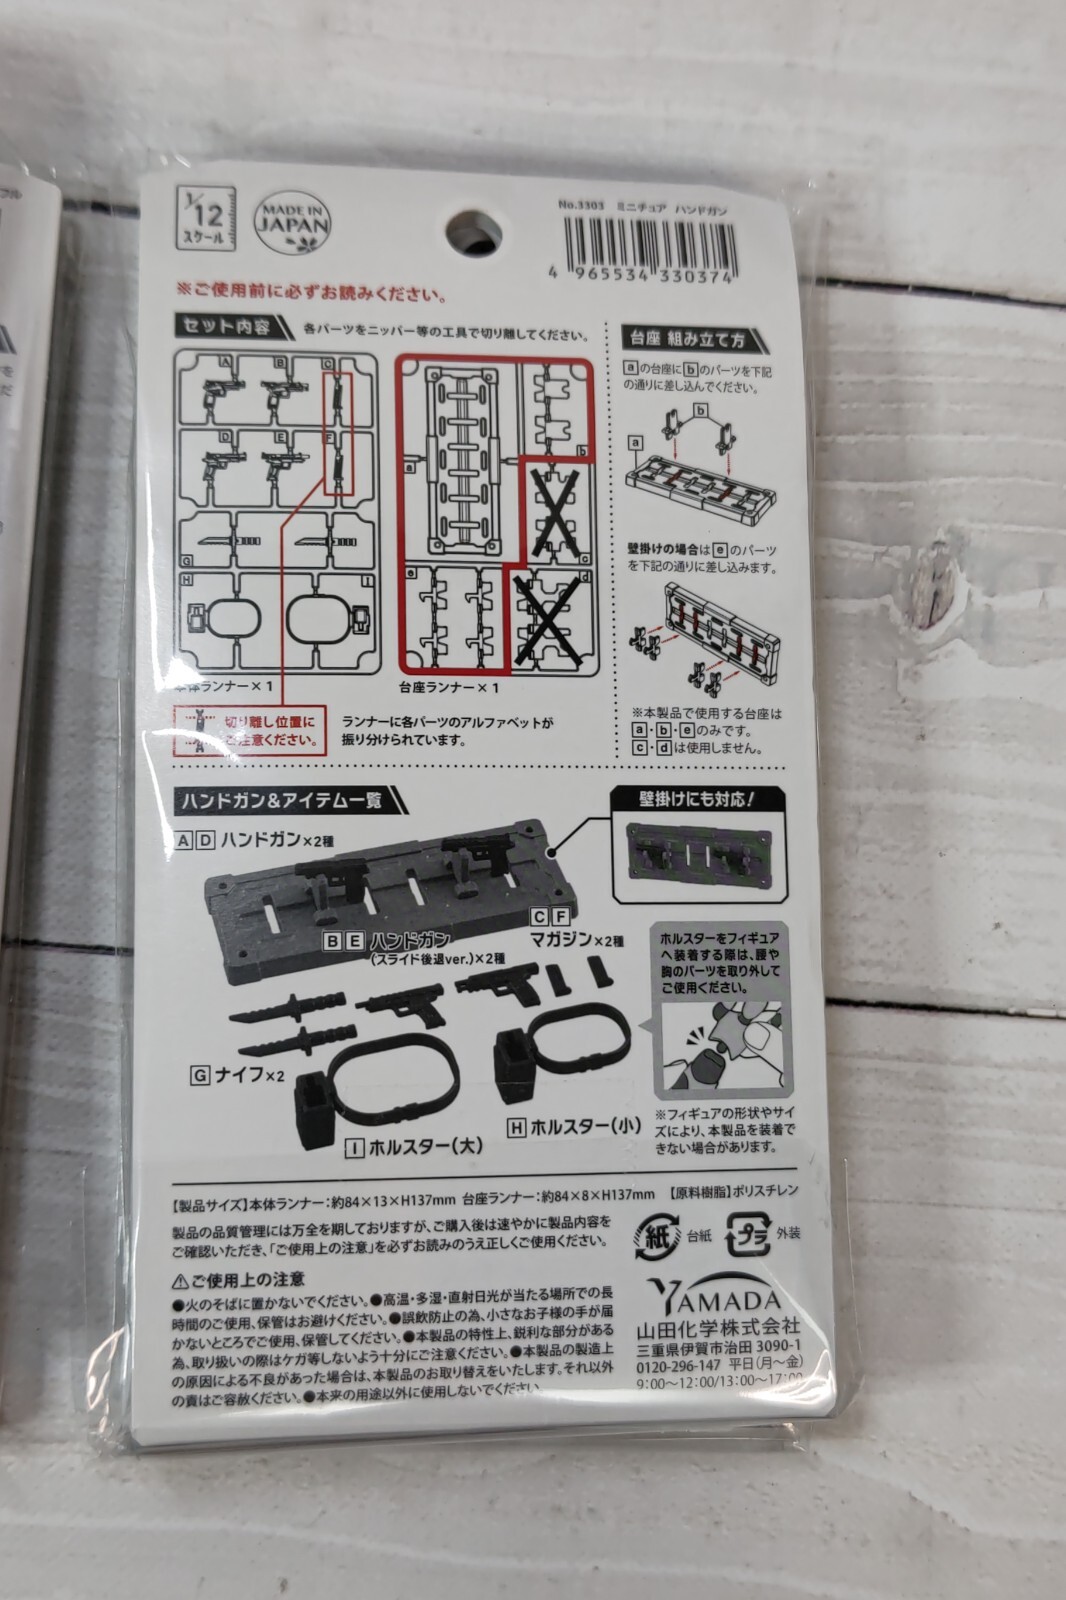 1/12
スケール
MADE IN
JAPAN
No.3303 ミニチュア ハンドガン
4 965534 330374
※ご使用前に必ずお読みください。
セット内容
各パーツをニッパー等の工具で切り離してください。
A
B
C
D
E
F
G
H
I
本体ランナー×1
a
b
c
d
e
台座ランナー×1
切り離し位置に
ご注意ください。
ランナーに各パーツのアルファベットが
振り分けられています。
台座 組み立て方
aの台座にbのパーツを下記
の通りに差し込んでください。
b
a
壁掛けの場合はeのパーツ
を下記の通りに差し込みます。
※本製品で使用する台座は
a・b・eのみです。
c・dは使用しません。
ハンドガン&アイテム一覧
AD ハンドガン×2種
BE ハンドガン
(スライド後退ver.)×2種
CF
マガジン×2種
G ナイフ×2
H ホルスター(小)
I ホルスター(大)
壁掛けにも対応!
ホルスターをフィギュア
へ装着する際は、腰や
胸のパーツを取り外して
ご使用ください。
※フィギュアの形状やサイ
ズにより、本製品を装着で
きない場合があります。
【製品サイズ】本体ランナー:約84×13×H137mm 台座ランナー:約84×8×H137mm 【原料樹脂】ポリスチレン
製品の品質管理には万全を期しておりますが、ご購入後は速やかに製品内容を
ご確認いただき、「ご使用上の注意」を必ずお読みのうえ正しくご使用ください。
紙 台紙
プラ 外装
⚠ご使用上の注意
●火のそばに置かないでください。●高温・多湿・直射日光が当たる場所での長
時間のご使用、保管はお避けください。●誤飲防止の為、小さなお子様の手が届
かないところでご使用、保管してください。●本製品の特性上、鋭利な部分がある
為、取り扱いの際はケガ等しないよう十分にご注意ください。●本製品の製造上
の原因による不良があった場合は、本製品のお取り替えをいたします。それ以外
の責はご容赦ください。●本来の用途以外に使用しないでください。
YAMADA
山田化学株式会社
三重県伊賀市治田 3090-1
0120-296-147 平日(月〜金)
9:00〜12:00/13:00〜17:00